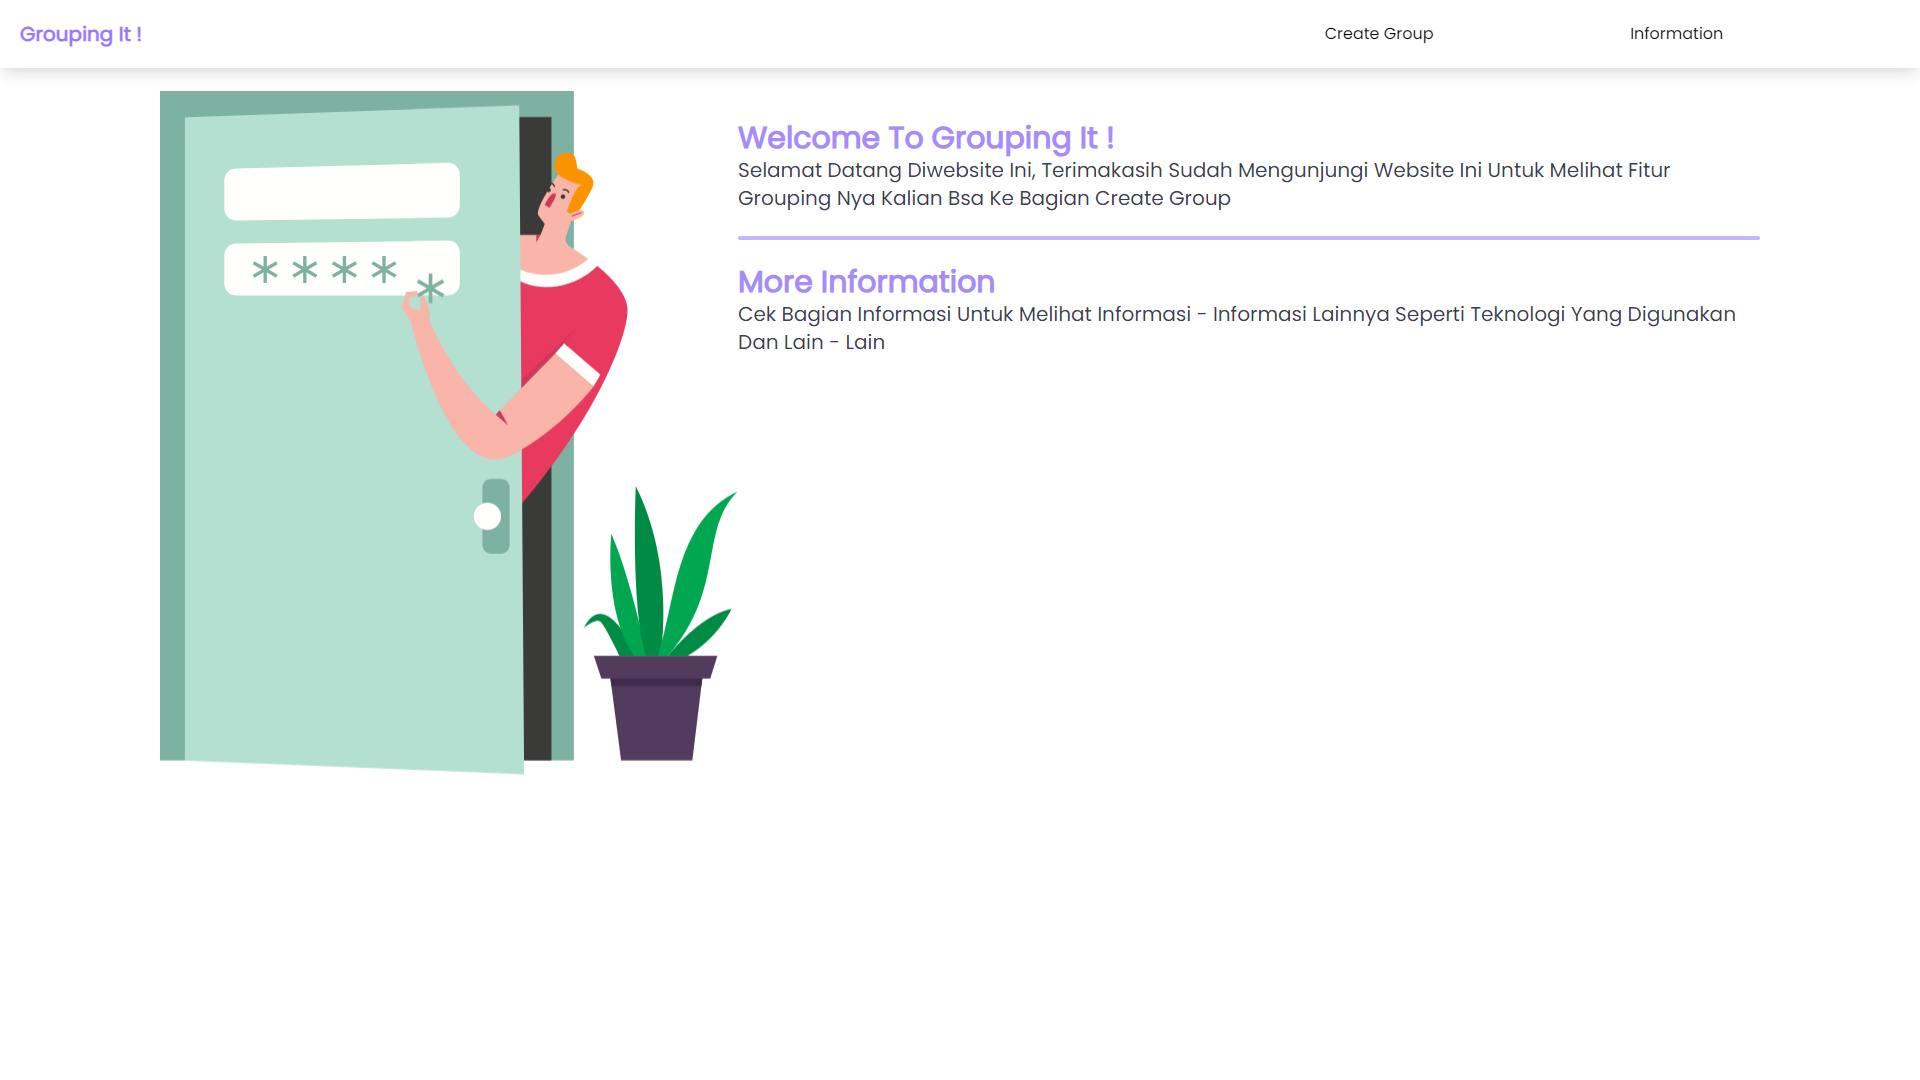 Grouping It !
Create Group
Information
Welcome To Grouping It !
Selamat Datang Diwebsite Ini, Terimakasih Sudah Mengunjungi Website Ini Untuk Melihat Fitur
Grouping Nya Kalian Bsa Ke Bagian Create Group
More Information
Cek Bagian Informasi Untuk Melihat Informasi - Informasi Lainnya Seperti Teknologi Yang Digunakan
Dan Lain - Lain